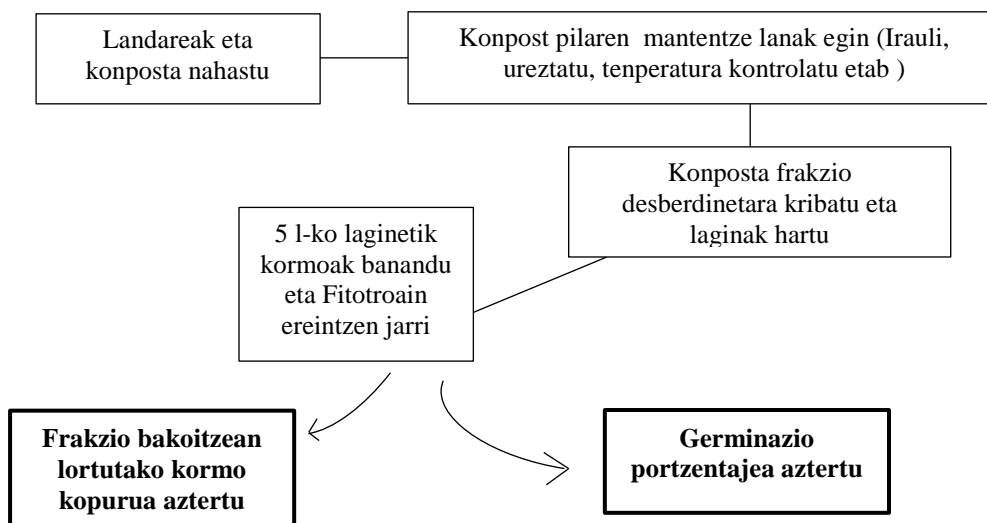 Landareak eta
konposta nahastu
Konpost pilaren mantentze lanak egin (Irauli,
ureztatu, tenperatura kontrolatu etab )
Konposta frakzio
desberdinetara kribatu eta
laginak hartu
5 l-ko laginetik
kormoak banandu
eta Fitotroain
ereintzen jarri
Frakzio bakoitzean
lortutako kormo
kopurua aztertu
Germinazio
portzentajea aztertu